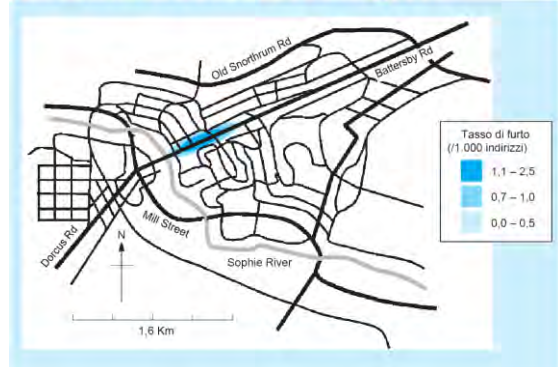 Old Snorthrum Rd
Battersby Rd
Tasso di furto
(/1.000 indirizzi)
1,1 – 2,5
0,7 – 1,0
0,0 – 0,5
Mill Street
Dorcus Rd
N
Sophie River
1,6 Km